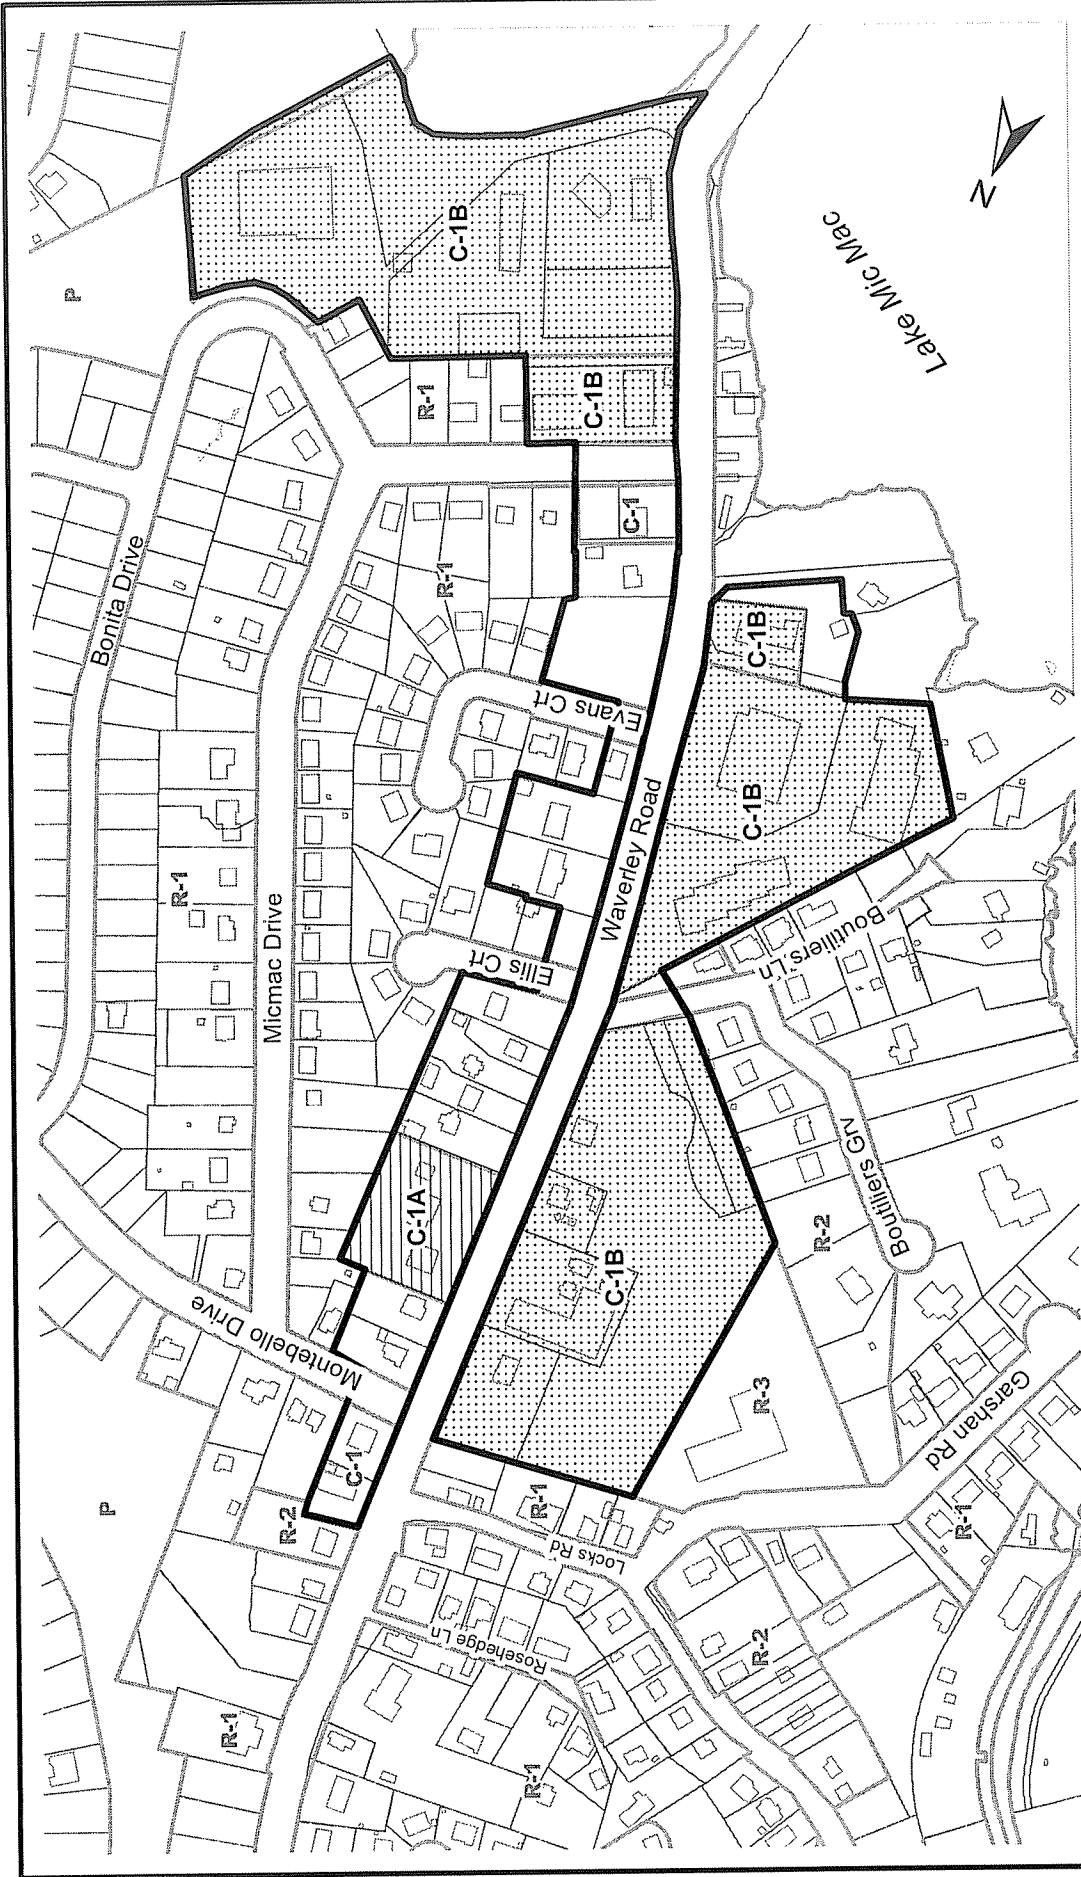 P
Bonita Drive
C-1B
N
Lake Mic Mac
R-1
C-1B
R-1
C-1
Evans Crt
C-1B
R-1
Micmac Drive
Ellis Crt
Waverley Road
C-1B
Boutiliers Ln
C-1A
C-1B
R-2
Boutiliers Grv
Montebello Drive
P
R-2
C-1
R-3
Garshan Rd
R-1
Locks Rd
R-1
Rosehedge Ln
R-2
R-1
R-1